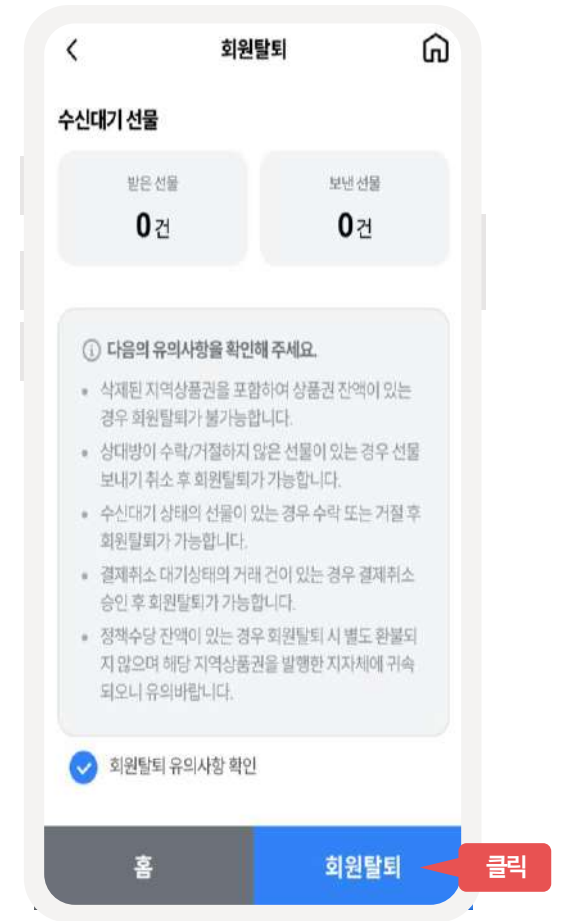 회원탈퇴
수신대기 선물
받은 선물
보낸 선물
0건
0건
다음의 유의사항을 확인해 주세요.
• 삭제된 지역상품권을 포함하여 상품권 잔액이 있는
경우 회원탈퇴가 불가능합니다.
• 상대방이 수락/거절하지 않은 선물이 있는 경우 선물
보내기 취소 후 회원탈퇴가 가능합니다.
• 수신대기 상태의 선물이 있는 경우 수락 또는 거절 후
회원탈퇴가 가능합니다.
• 결제취소 대기상태의 거래 건이 있는 경우 결제취소
승인 후 회원탈퇴가 가능합니다.
• 정책수당 잔액이 있는 경우 회원탈퇴 시 별도 환불되
지 않으며 해당 지역상품권을 발행한 지자체에 귀속
되오니 유의바랍니다.
회원탈퇴 유의사항 확인
홈
회원탈퇴
클릭